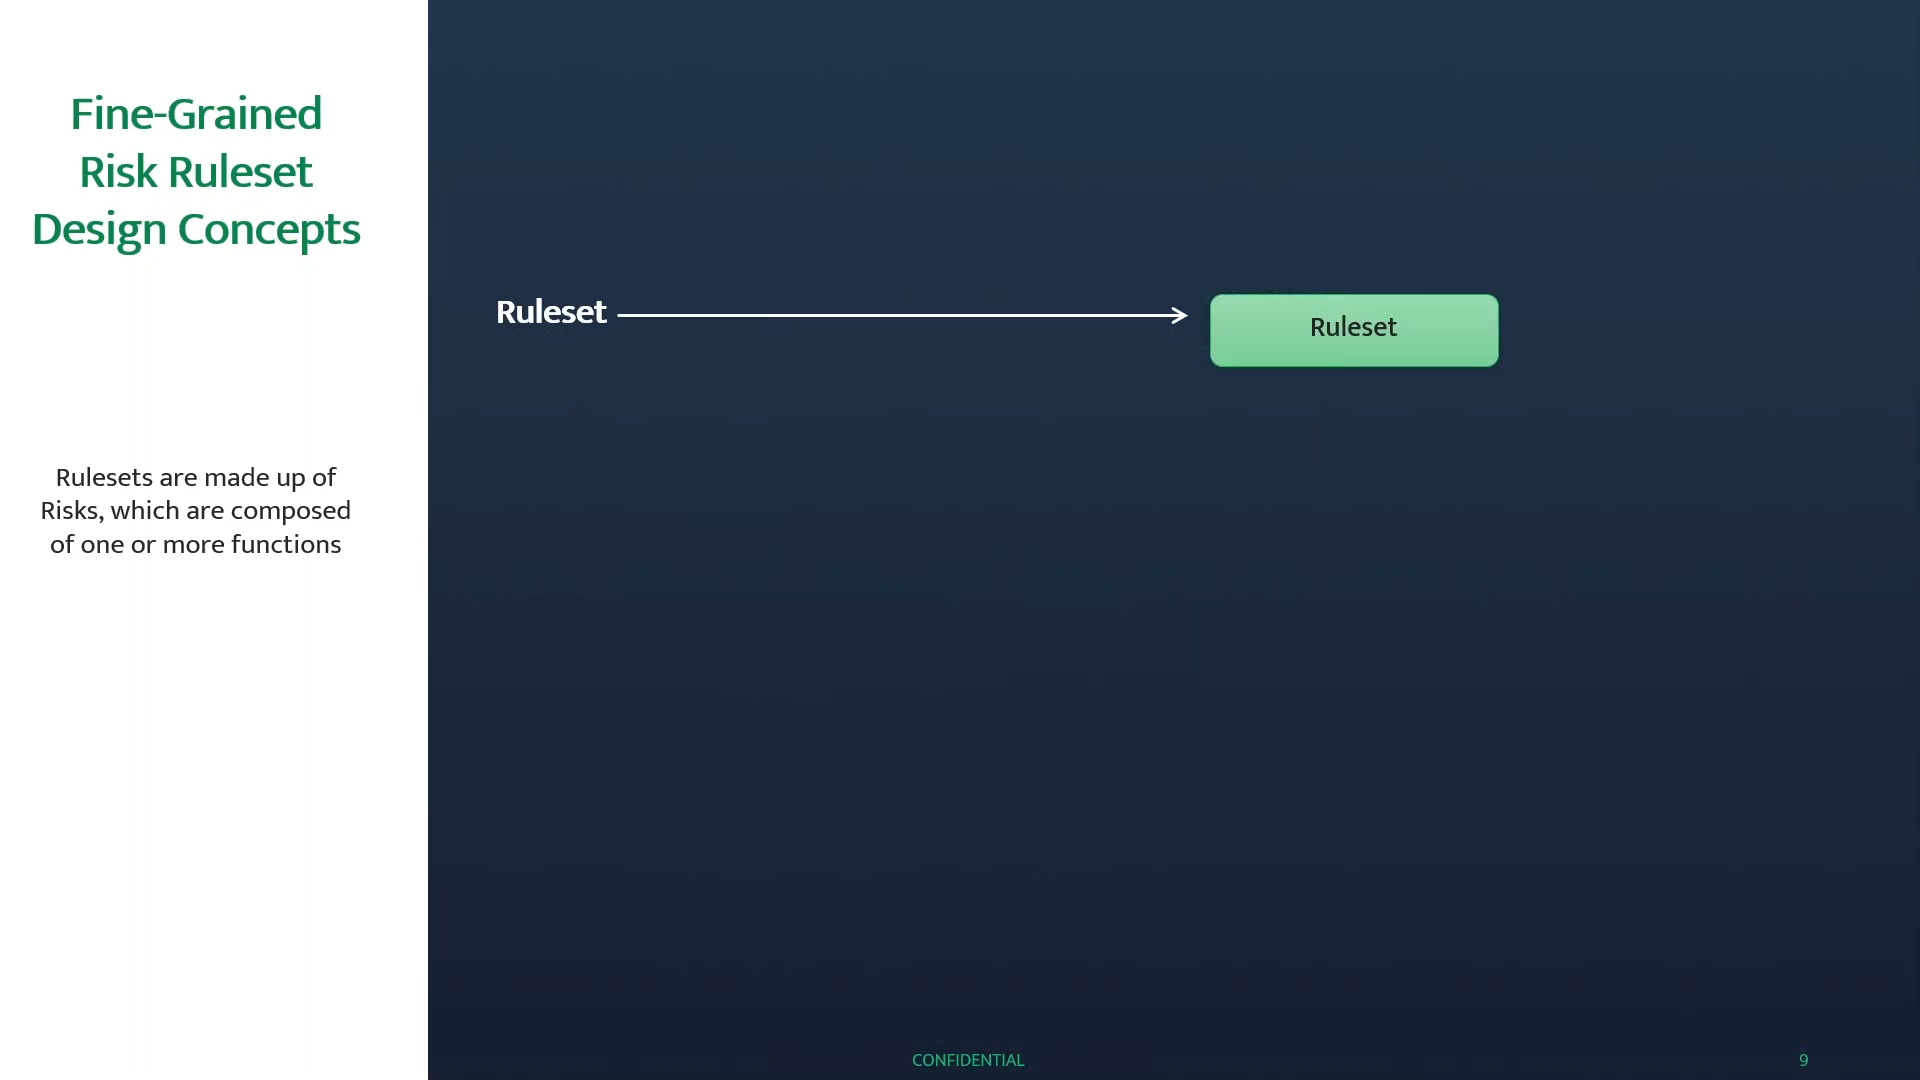 Fine-Grained
Risk Ruleset
Design Concepts
Rulesets are made up of
Risks, which are composed
of one or more functions
Ruleset
Ruleset
CONFIDENTIAL
9